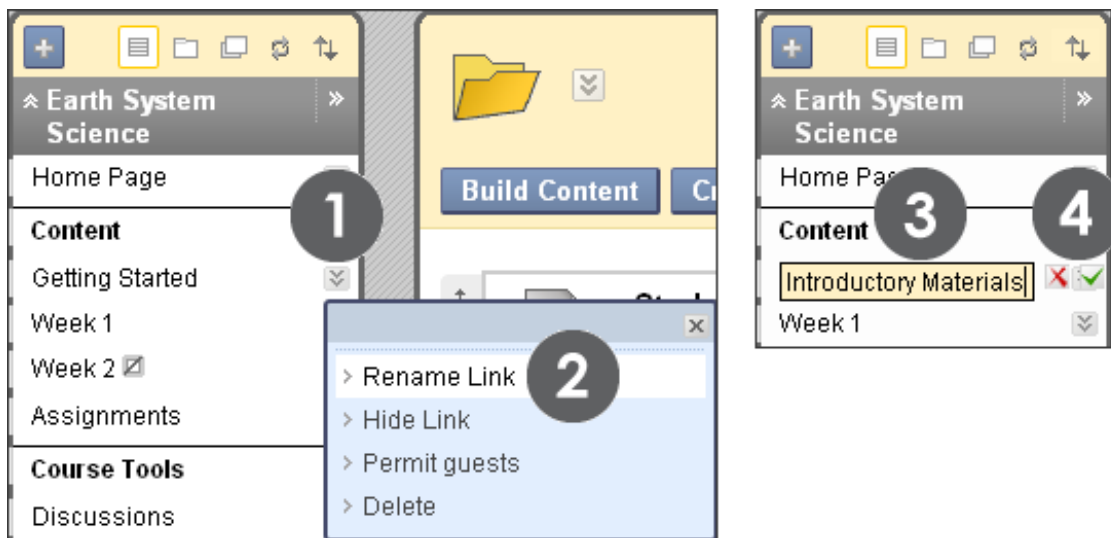 Earth System
Science
Home Page
Content
Getting Started
Week 1
Week 2
Assignments
Course Tools
Discussions
1
Build Content
2
Rename Link
Hide Link
Permit guests
Delete
Earth System
Science
Home
3
4
Content
Introductory Materials
Week 1